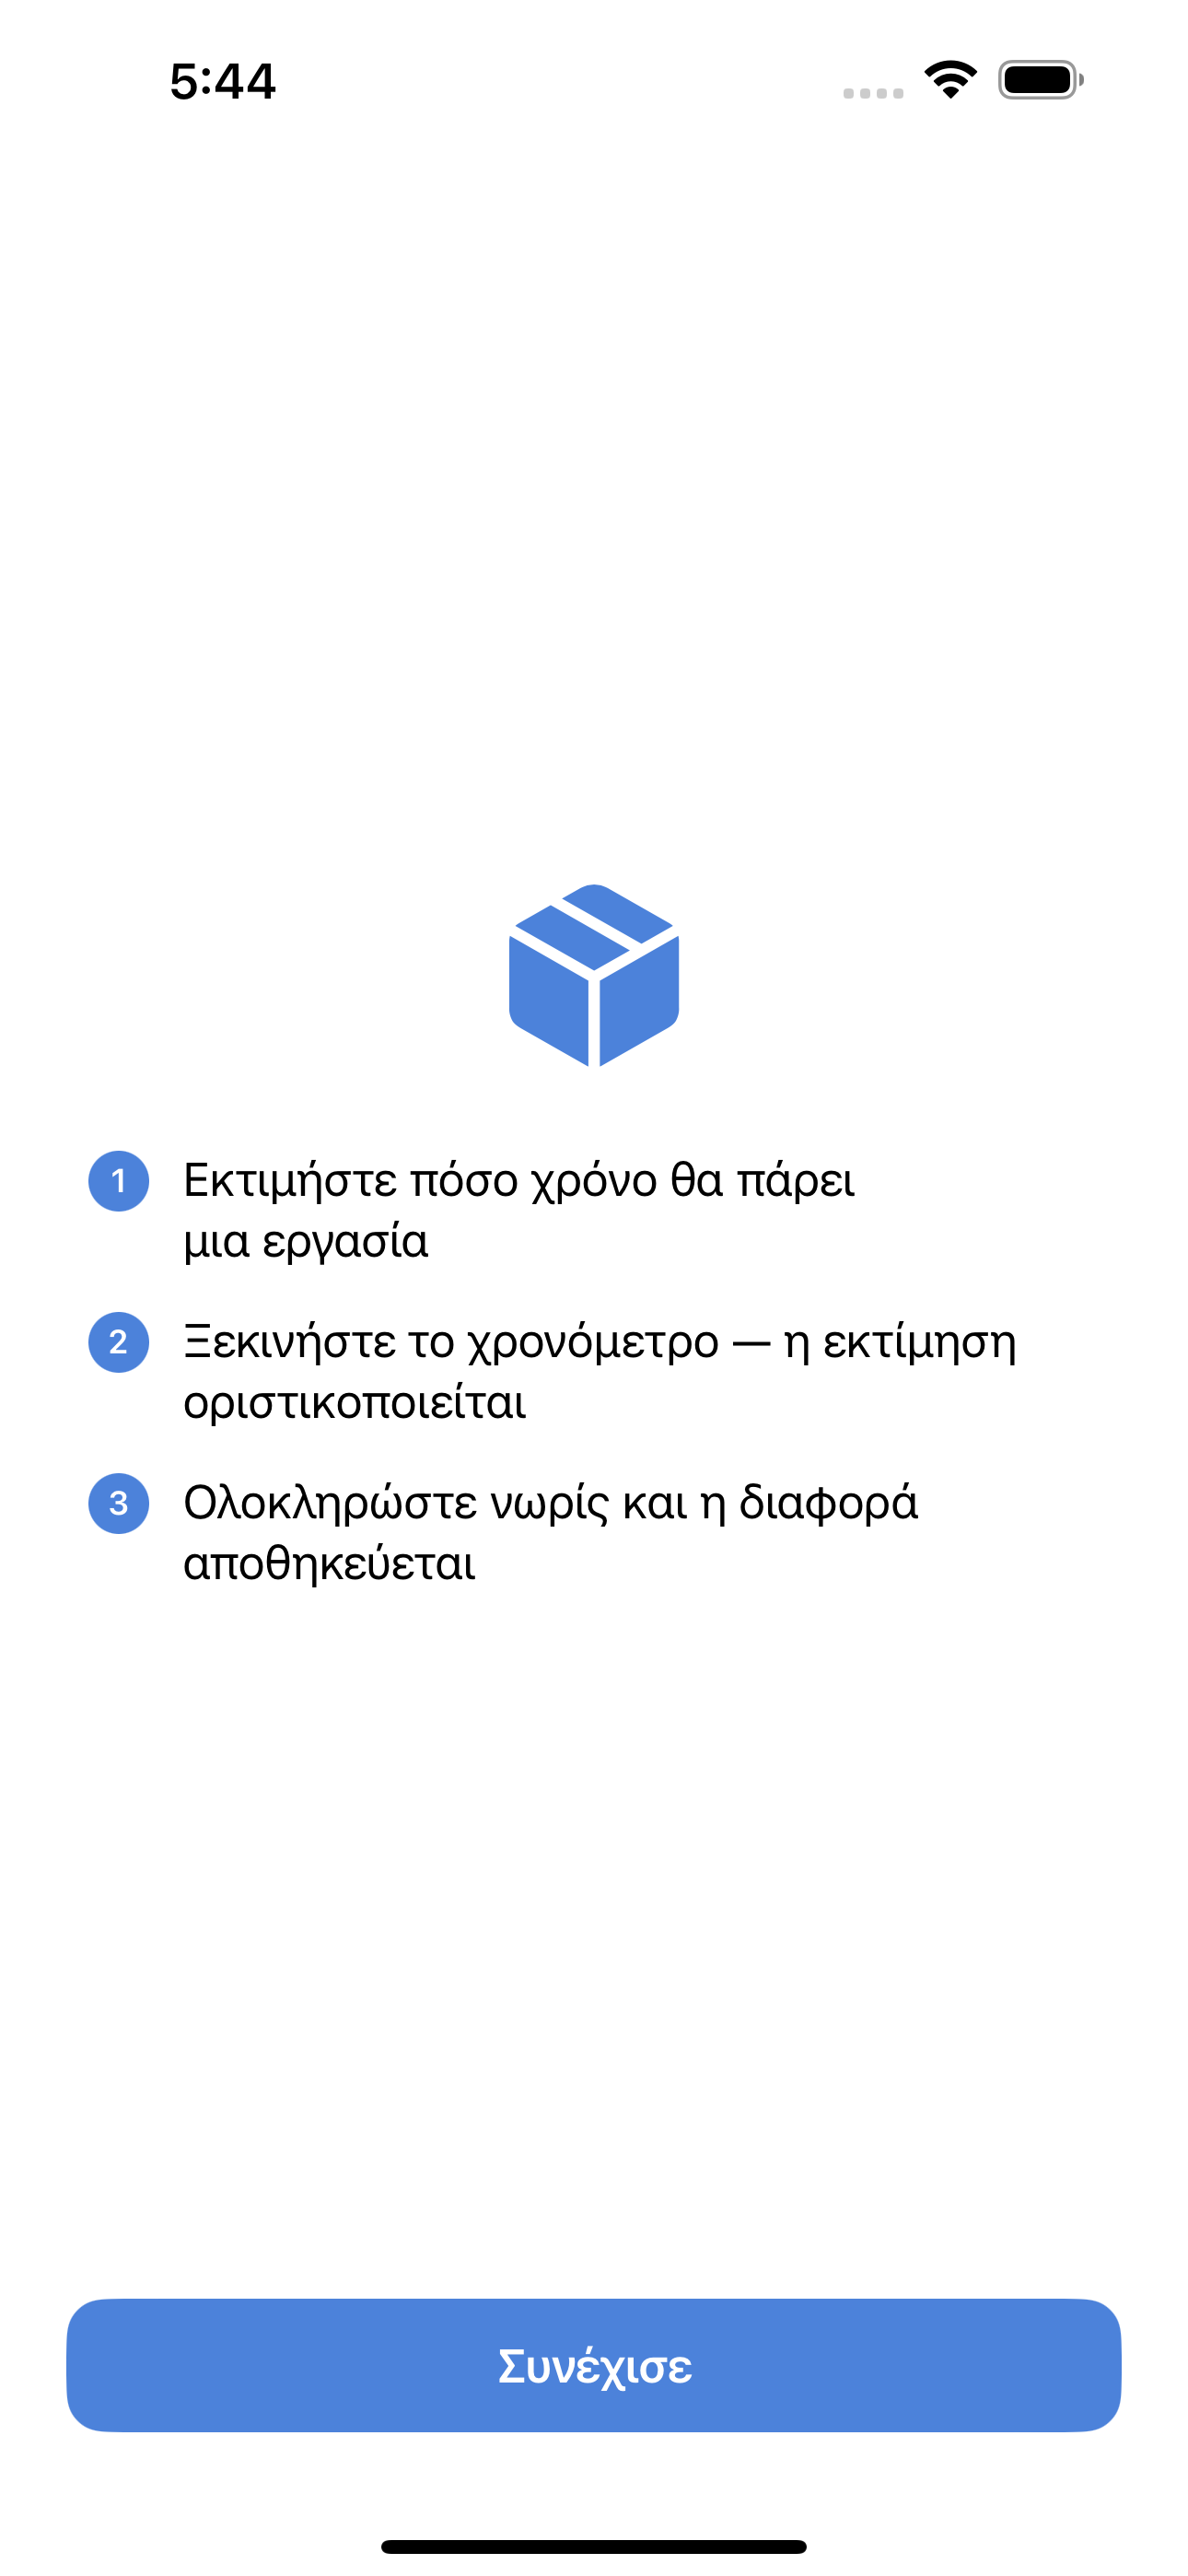 5:44
1 Εκτιμήστε πόσο χρόνο θα πάρει
μια εργασία
2 Ξεκινήστε το χρονόμετρο — η εκτίμηση
οριστικοποιείται
3 Ολοκληρώστε νωρίς και η διαφορά
αποθηκεύεται
Συνέχισε